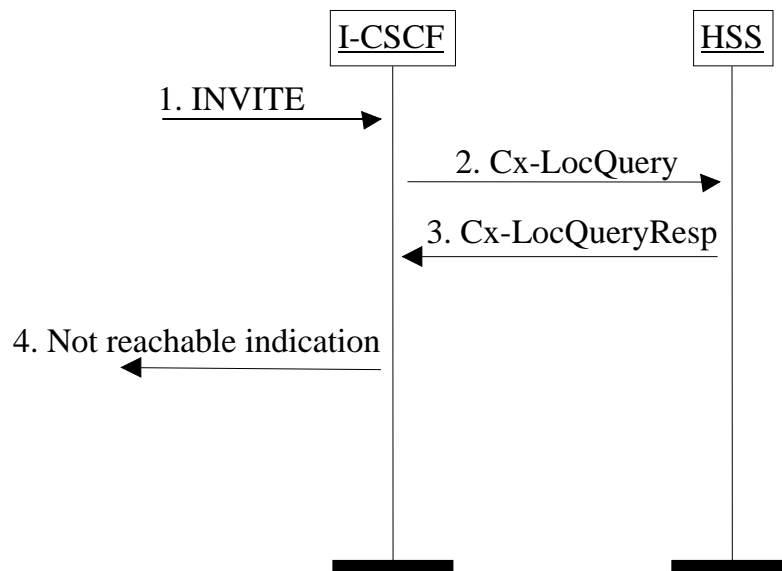 I-CSCF
HSS
1. INVITE
2. Cx-LocQuery
3. Cx-LocQueryResp
4. Not reachable indication